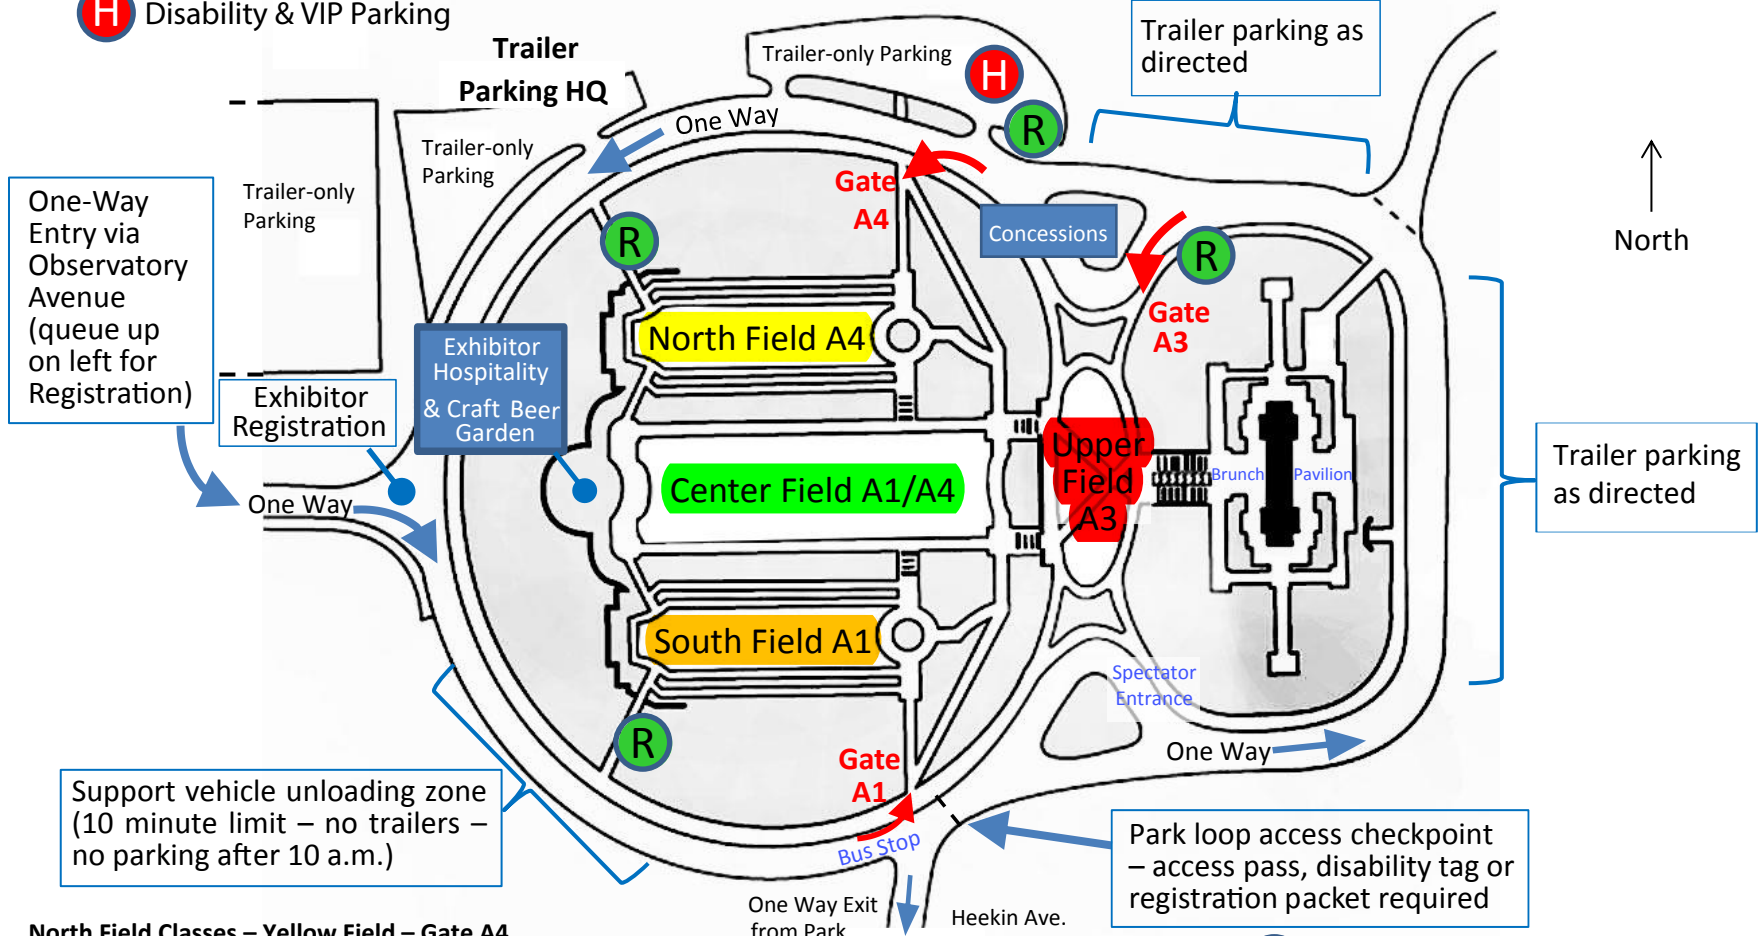 H Disability & VIP Parking
Trailer
Parking HQ
Trailer-only Parking
H
R
Trailer parking as
directed
One Way
Trailer-only
Parking
Trailer-only
Parking
One-Way
Entry via
Observatory
Avenue
(queue up
on left for
Registration)
Gate
A4
R
Concessions
R
North
Gate
A3
North Field A4
Exhibitor
Hospitality
& Craft Beer
Garden
Exhibitor
Registration
Upper
Field
A3
Center Field A1/A4
Brunch Pavilion
Trailer parking
as directed
One Way
South Field A1
Spectator
Entrance
R
One Way
Gate
A1
Bus Stop
Support vehicle unloading zone
(10 minute limit – no trailers –
no parking after 10 a.m.)
Park loop access checkpoint
– access pass, disability tag or
registration packet required
One Way Exit
from Park
Heekin Ave.
North Field Classes – Yellow Field – Gate A4